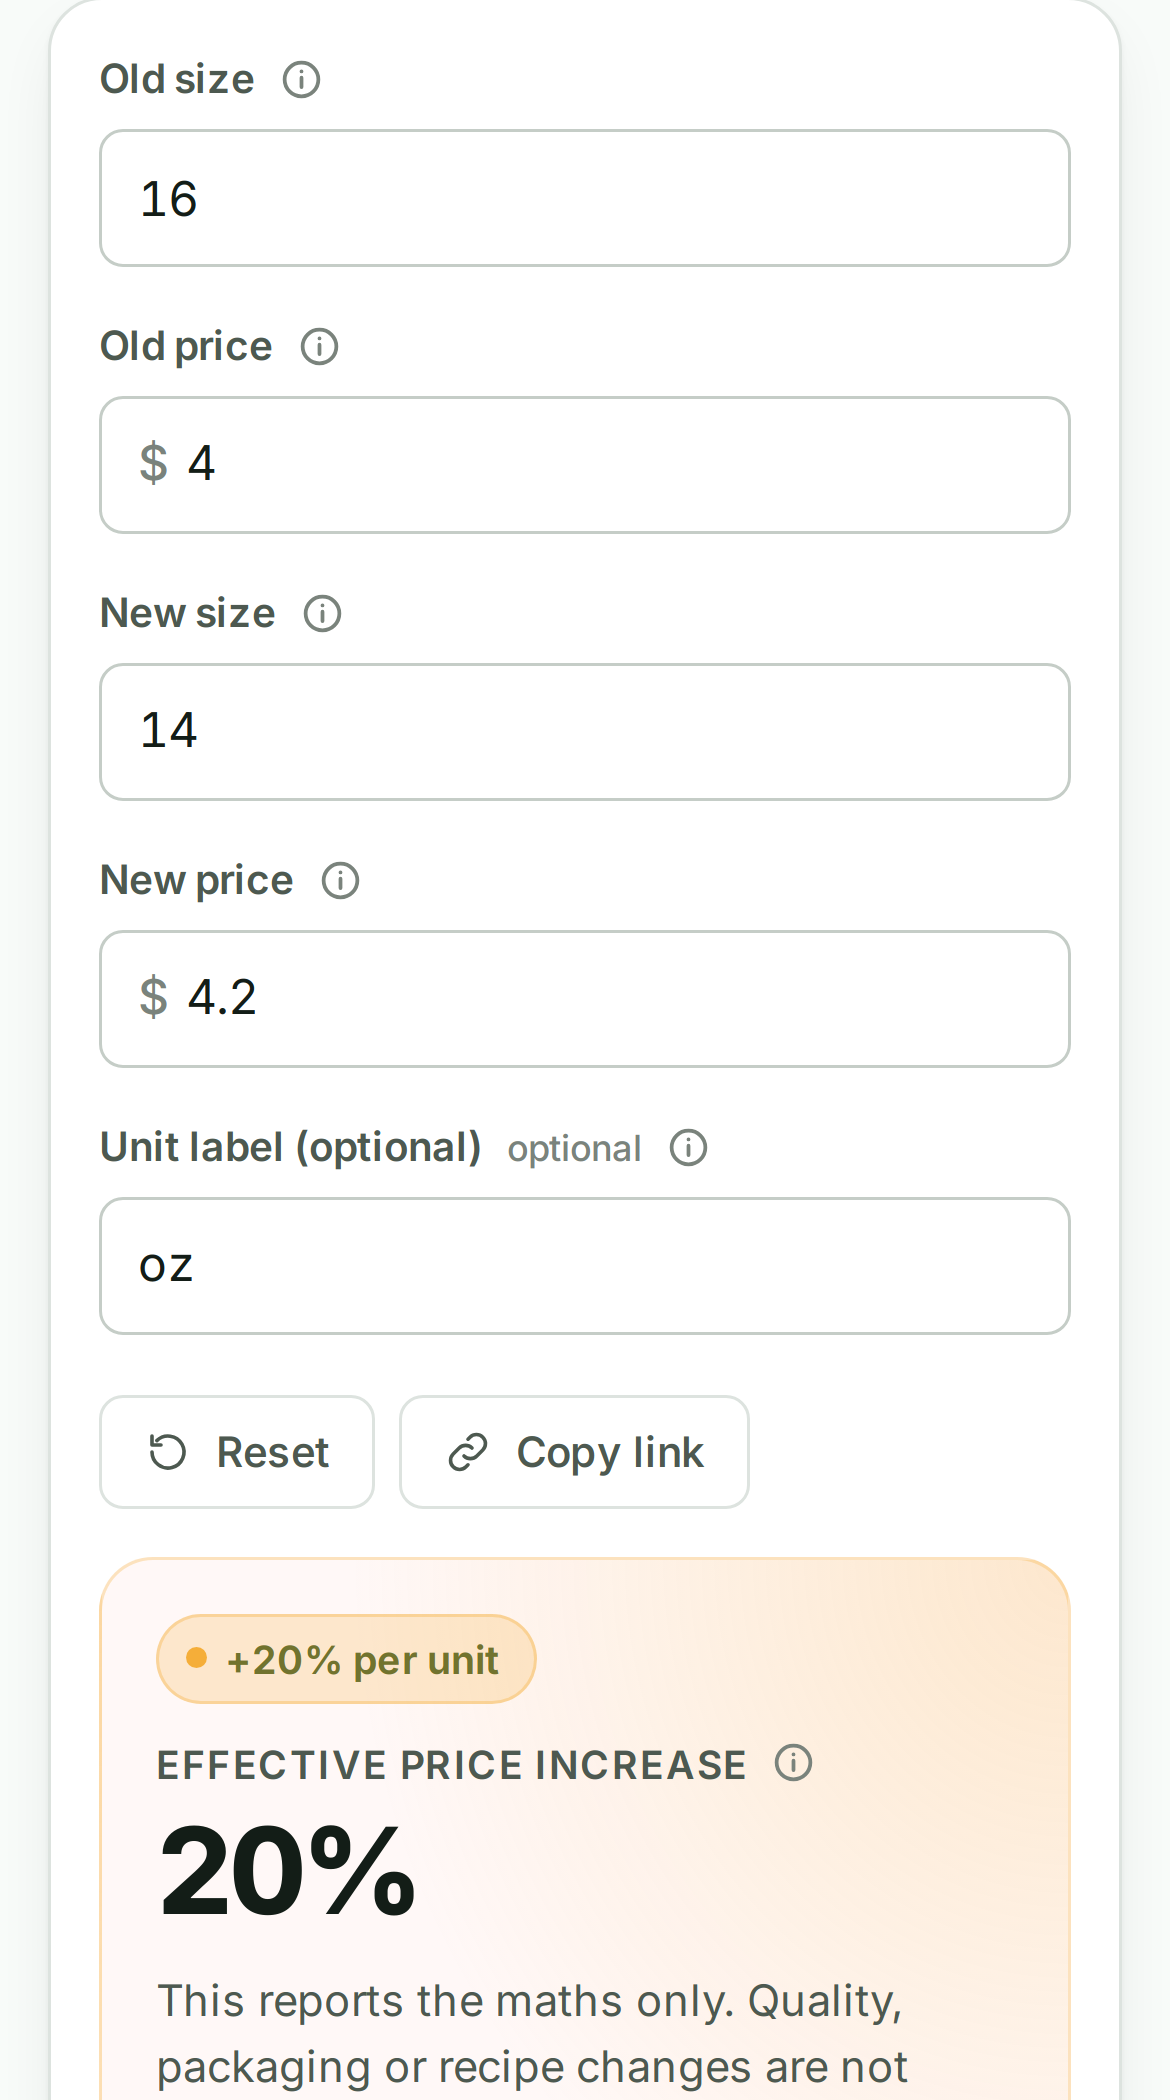 Old size
16
Old price
$ 4
New size
14
New price
$ 4.2
Unit label (optional) optional
oz
Reset
Copy link
+20% per unit
EFFECTIVE PRICE INCREASE
20%
This reports the maths only. Quality,
packaging or recipe changes are not